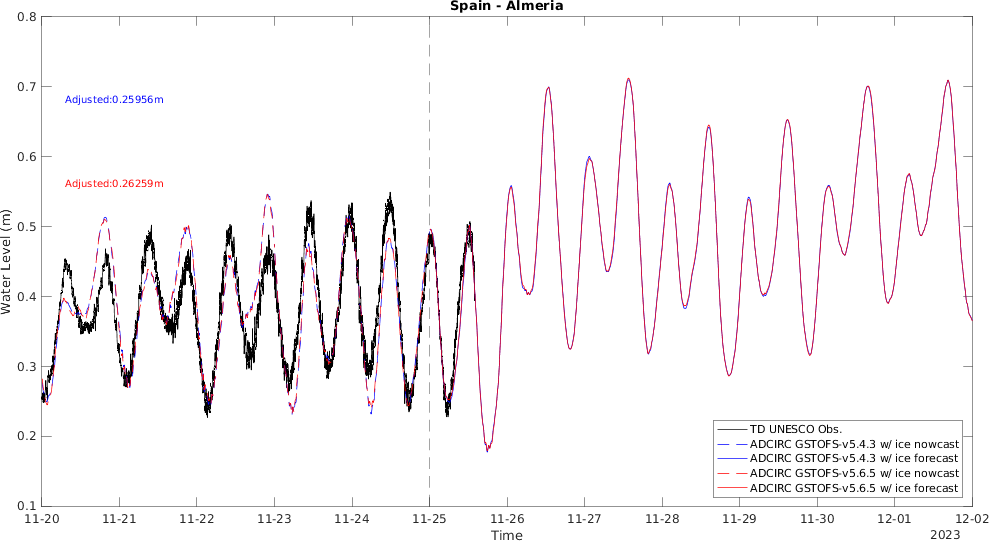 Spain - Almeria
0.8
0.7
0.6
0.5
0.4
0.3
0.2
0.1
Water Level (m)
Adjusted:0.25956m
Adjusted:0.26259m
TD UNESCO Obs.
ADCIRC GSTOFS-v5.4.3 w/ ice nowcast
ADCIRC GSTOFS-v5.4.3 w/ ice forecast
ADCIRC GSTOFS-v5.6.5 w/ ice nowcast
ADCIRC GSTOFS-v5.6.5 w/ ice forecast
11-20 11-21 11-22 11-23 11-24 11-25 11-26 11-27 11-28 11-29 11-30 12-01 12-02
Time
2023